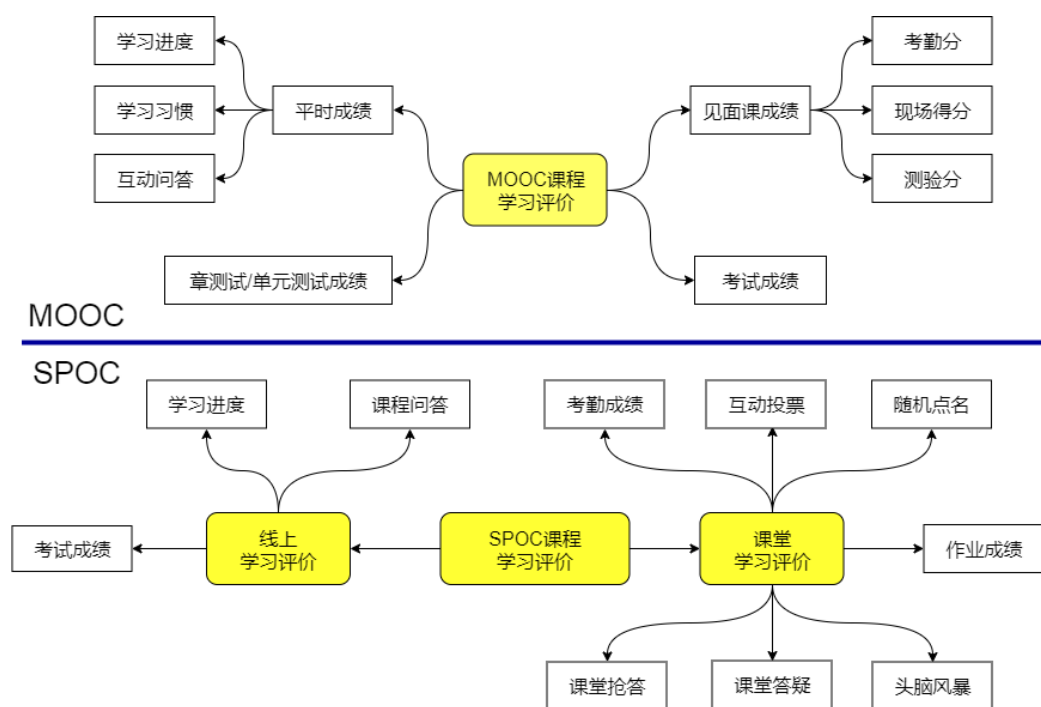 学习进度
考勤分
学习习惯
平时成绩
见面课成绩
现场得分
互动问答
MOOC课程
学习评价
测验分
章测试/单元测试成绩
考试成绩
MOOC
SPOC
学习进度
课程问答
考勤成绩
互动投票
随机点名
考试成绩
线上
学习评价
SPOC课程
学习评价
课堂
学习评价
作业成绩
课堂抢答
课堂答疑
头脑风暴